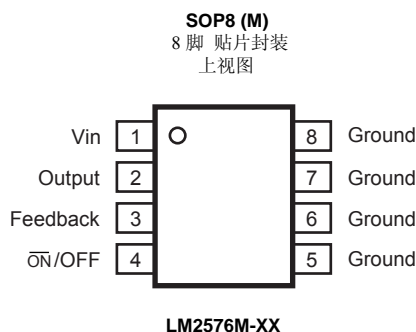 SOP8 (M)
8 脚 贴片封装
上视图
Vin 1 8 Ground
Output 2 7 Ground
Feedback 3 6 Ground
O̅N̅/OFF 4 5 Ground
LM2576M-XX